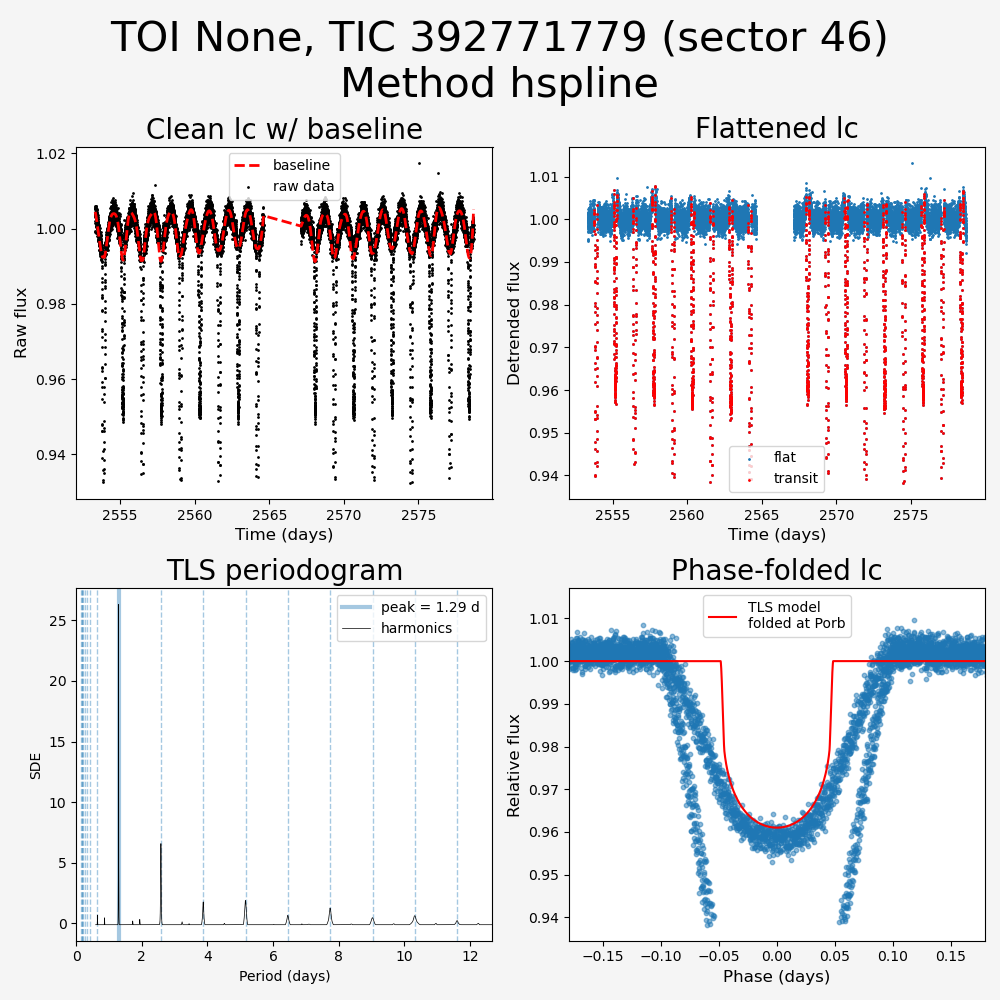 TOI None, TIC 392771779 (sector 46)
Method hspline
Clean lc w/ baseline
Flattened lc
1.02
1.00
0.98
0.96
0.94
Raw flux
baseline
raw data
2555
2560
2565
2570
2575
Time (days)
1.01
1.00
0.99
0.98
0.97
0.96
0.95
0.94
Detrended flux
flat
transit
2555
2560
2565
2570
2575
Time (days)
TLS periodogram
Phase-folded lc
25
20
15
10
5
0
SDE
peak = 1.29 d
harmonics
0
2
4
6
8
10
12
Period (days)
1.01
1.00
0.99
0.98
0.97
0.96
0.95
0.94
Relative flux
TLS model
folded at Porb
−0.15
−0.10
−0.05
0.00
0.05
0.10
0.15
Phase (days)